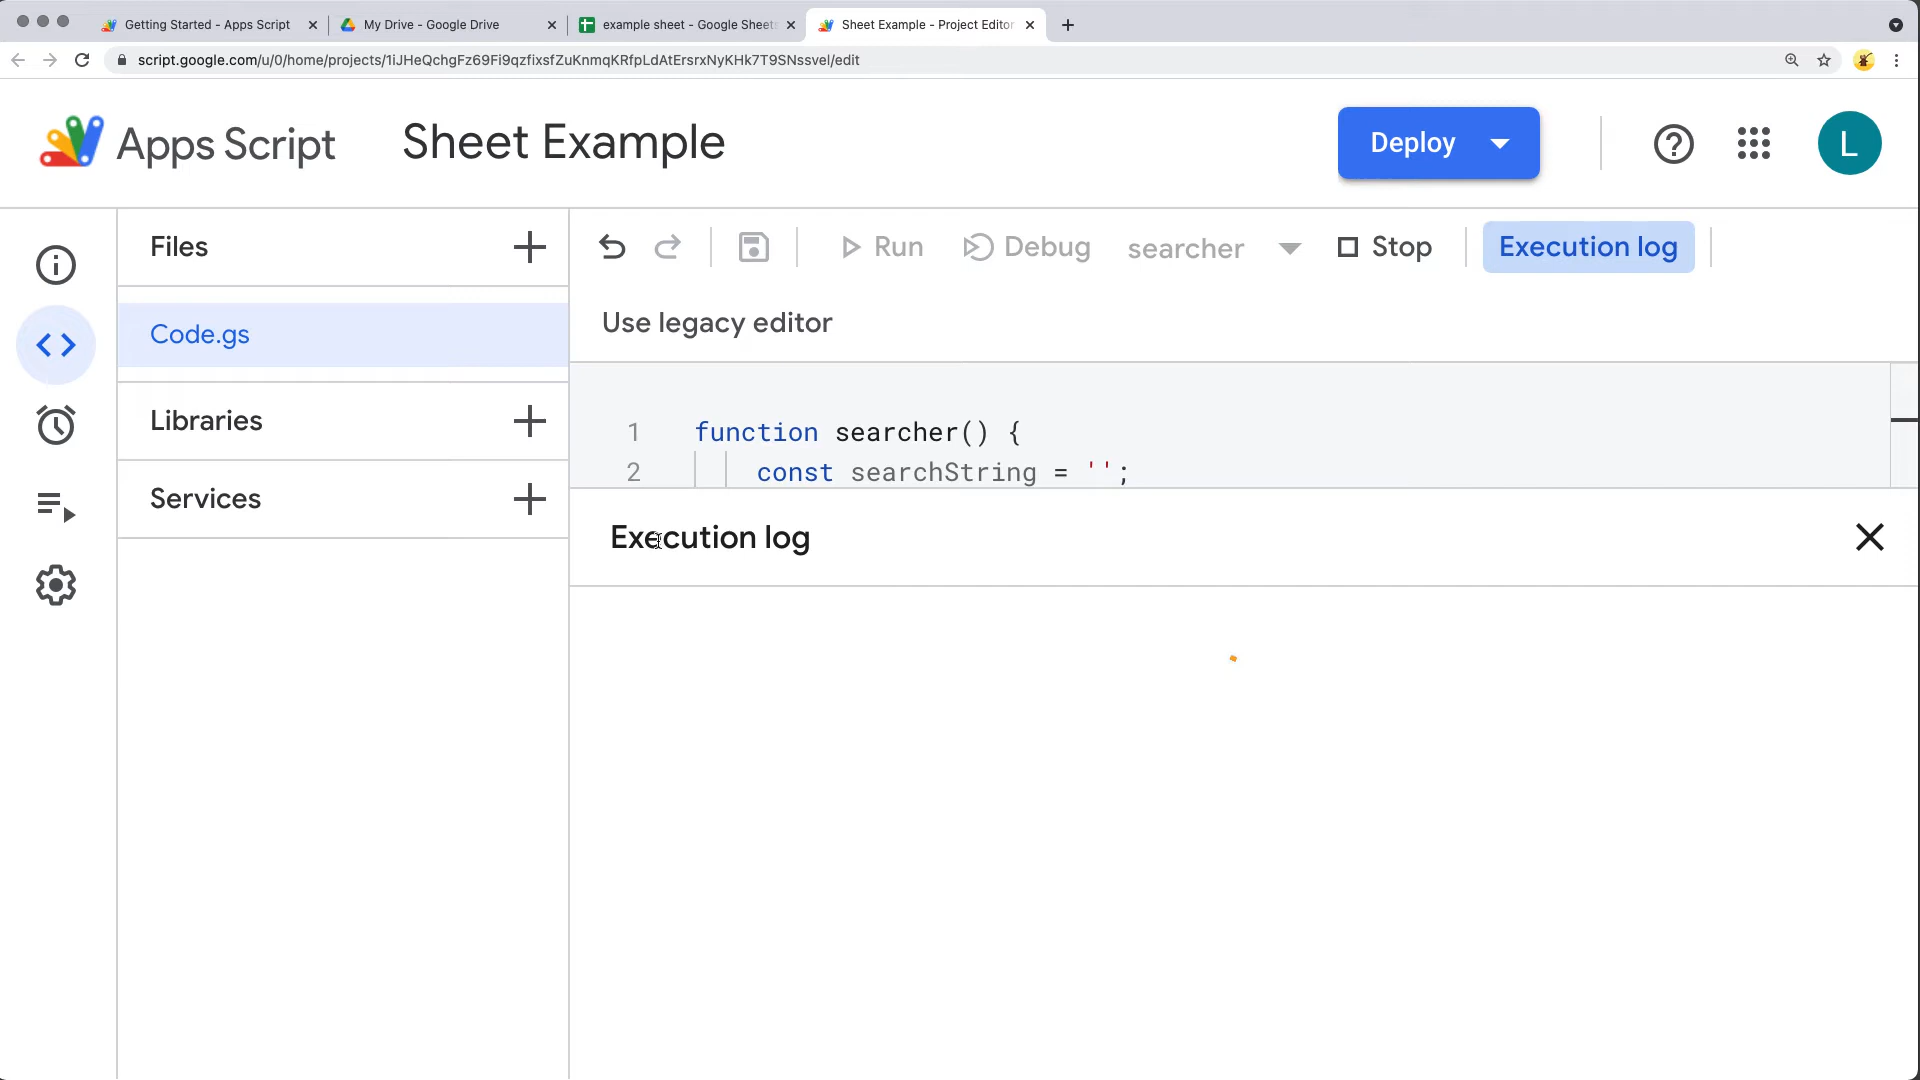 Getting Started - Apps Script
My Drive - Google Drive
example sheet - Google Sheets
Sheet Example - Project Editor
script.google.com/u/0/home/projects/1iJHeQchgFz69Fi9qzfixsfZuKnmqKRfpLdAtErsrxNyKHk7T9SNssvel/edit
Apps Script
Sheet Example
Deploy
L
Files
Run
Debug
searcher
Stop
Execution log
Code.gs
Use legacy editor
Libraries
1 function searcher() {
2 const searchString = '';
Services
Execution log